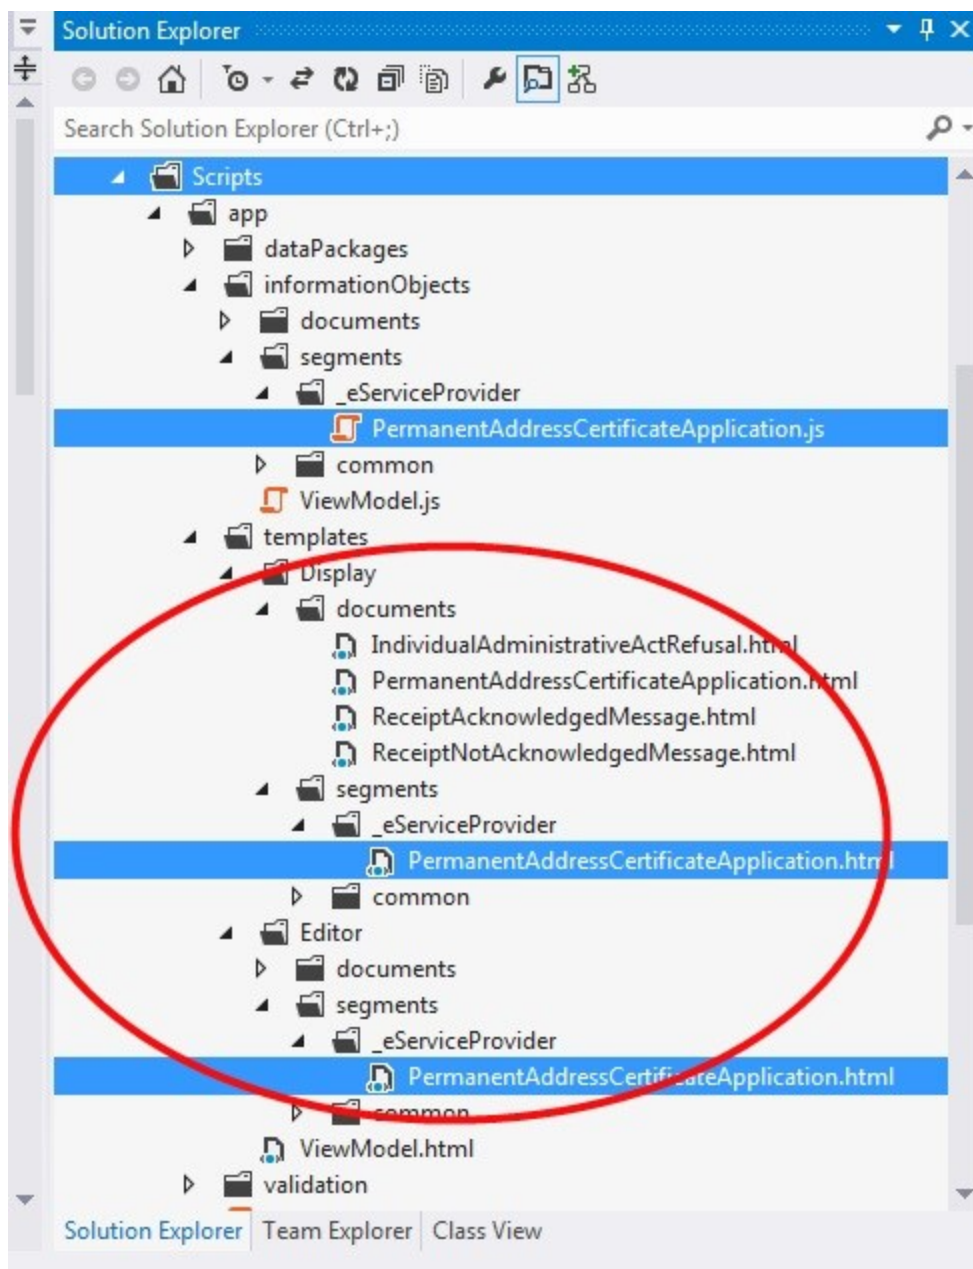 Solution Explorer
Search Solution Explorer (Ctrl+;)
Scripts
app
dataPackages
informationObjects
documents
segments
_eServiceProvider
PermanentAddressCertificateApplication.js
common
ViewModel.js
templates
Display
documents
IndividualAdministrativeActRefusal.html
PermanentAddressCertificateApplication.html
ReceiptAcknowledgedMessage.html
ReceiptNotAcknowledgedMessage.html
segments
_eServiceProvider
PermanentAddressCertificateApplication.html
common
Editor
documents
segments
_eServiceProvider
PermanentAddressCertificateApplication.html
common
ViewModel.html
validation
Solution Explorer Team Explorer Class View